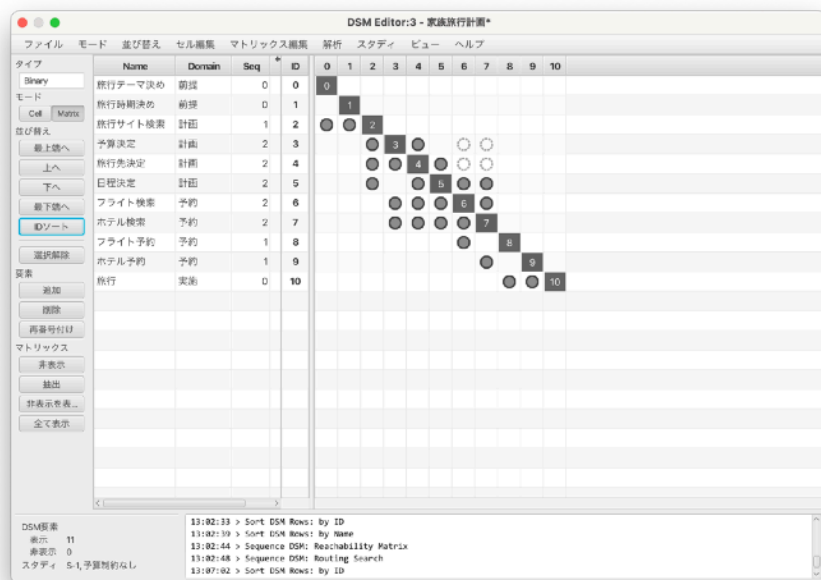 DSM Editor:3 - 家族旅行計画*
ファイル モード 並び替え セル編集 マトリックス編集 解析 スタディ ビュー ヘルプ
タイプ
Binary
モード
Cell Matrix
並び替え
最上端へ
上へ
下へ
最下端へ
IDソート
選択解除
要素
追加
削除
再番号付け
マトリックス
非表示
抽出
非表示を表...
全て表示
Name Domain Seq ID 0 1 2 3 4 5 6 7 8 9 10
旅行テーマ決め 前提 0 0 0
旅行時期決め 前提 0 1 1
旅行サイト検索 計画 1 2 2
予算決定 計画 2 3 3
旅行先決定 計画 2 4 4
日程決定 計画 2 5 5
フライト検索 予約 2 6 6
ホテル検索 予約 2 7 7
フライト予約 予約 1 8 8
ホテル予約 予約 1 9 9
旅行 実施 0 10 10
DSM要素
表示 11
非表示 0
スタディ S-1,予算制約なし
13:02:33 > Sort DSM Rows: by ID
13:02:39 > Sort DSM Rows: by Name
13:02:44 > Sequence DSM: Reachability Matrix
13:02:48 > Sequence DSM: Routing Search
13:07:02 > Sort DSM Rows: by ID